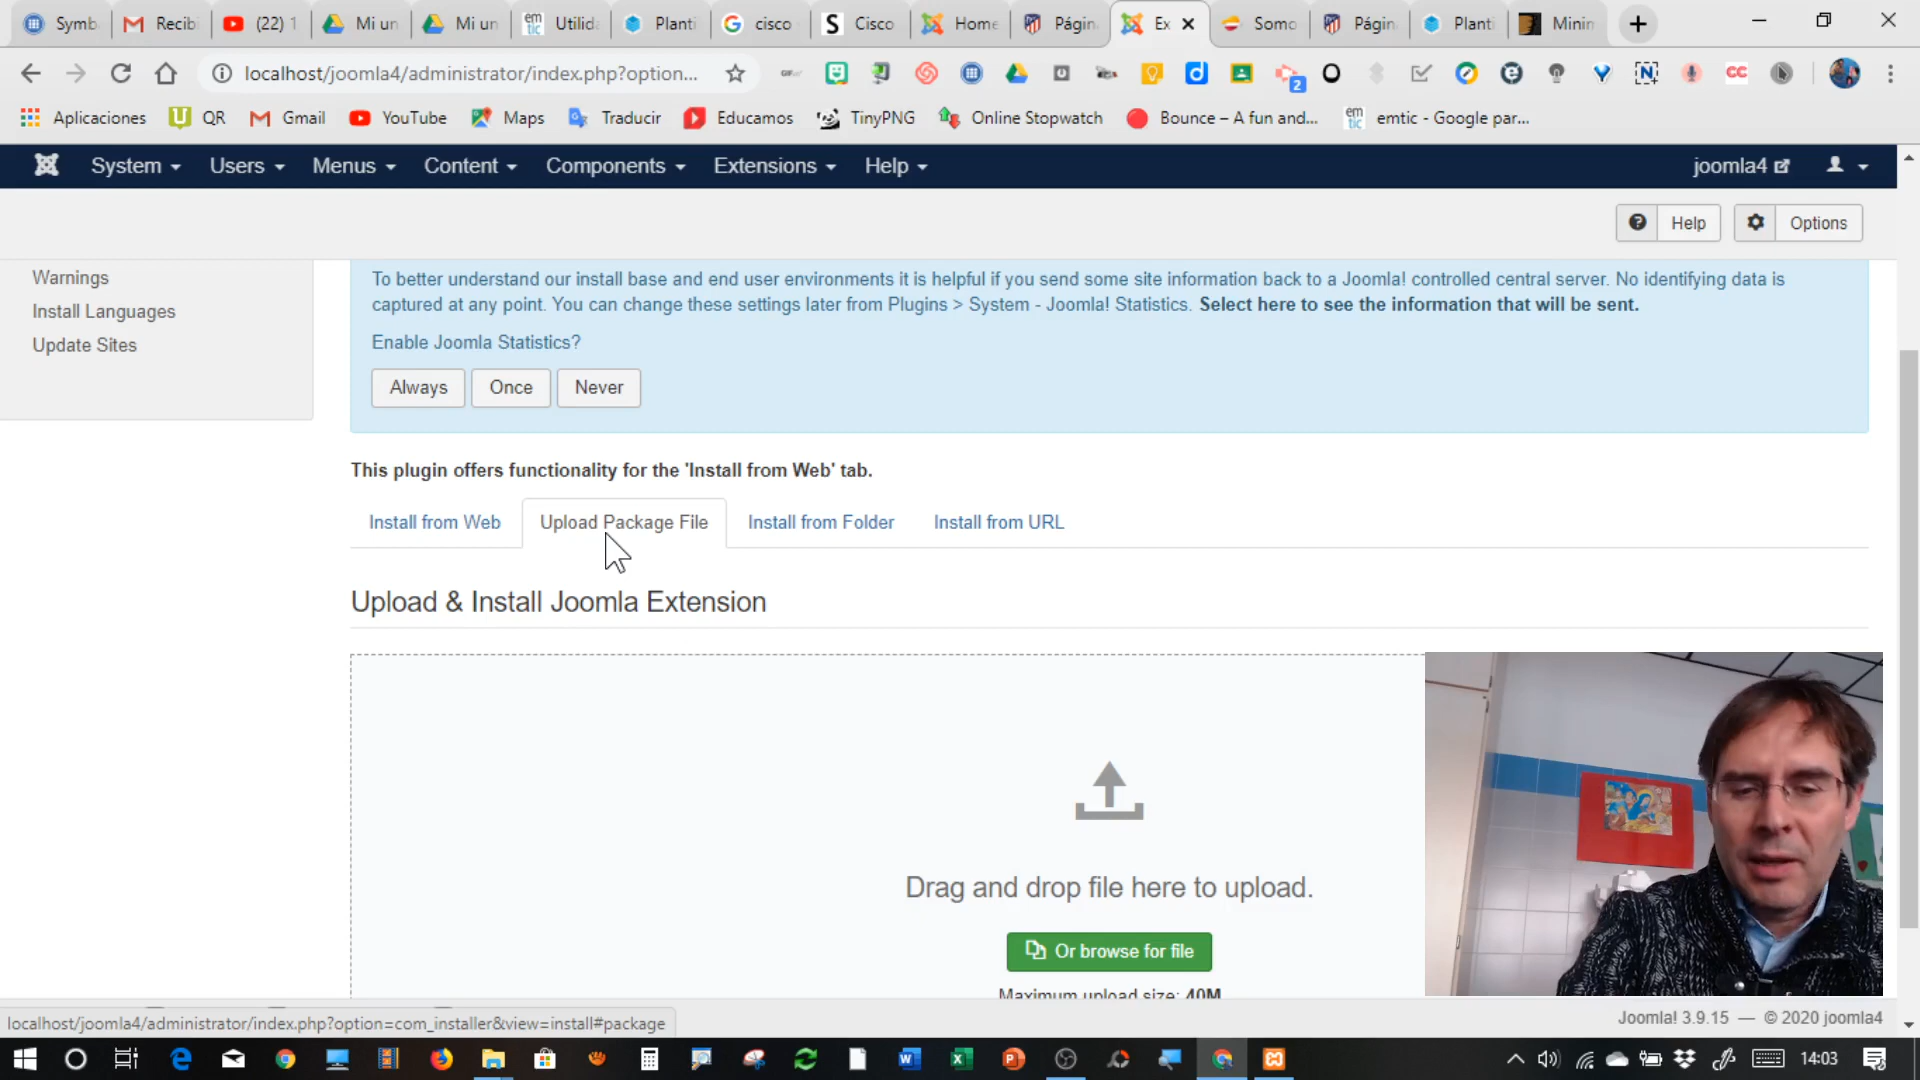 Symb
Recib
(22) 1
Mi un
Mi un
Utilida
Planti
cisco
Cisco
Home
Págin
Ex
Somo
Págin
Planti
Minim
localhost/joomla4/administrator/index.php?option...
Aplicaciones
QR
Gmail
YouTube
Maps
Traducir
Educamos
TinyPNG
Online Stopwatch
Bounce – A fun and...
emtic - Google par...
System
Users
Menus
Content
Components
Extensions
Help
joomla4
Help
Options
Warnings
Install Languages
Update Sites
To better understand our install base and end user environments it is helpful if you send some site information back to a Joomla! controlled central server. No identifying data is
captured at any point. You can change these settings later from Plugins > System - Joomla! Statistics. Select here to see the information that will be sent.
Enable Joomla Statistics?
Always
Once
Never
This plugin offers functionality for the 'Install from Web' tab.
Install from Web
Upload Package File
Install from Folder
Install from URL
Upload & Install Joomla Extension
Drag and drop file here to upload.
Or browse for file
Maximum upload size: 40M
localhost/joomla4/administrator/index.php?option=com_installer&view=install#package
Joomla! 3.9.15 — © 2020 joomla4
14:03